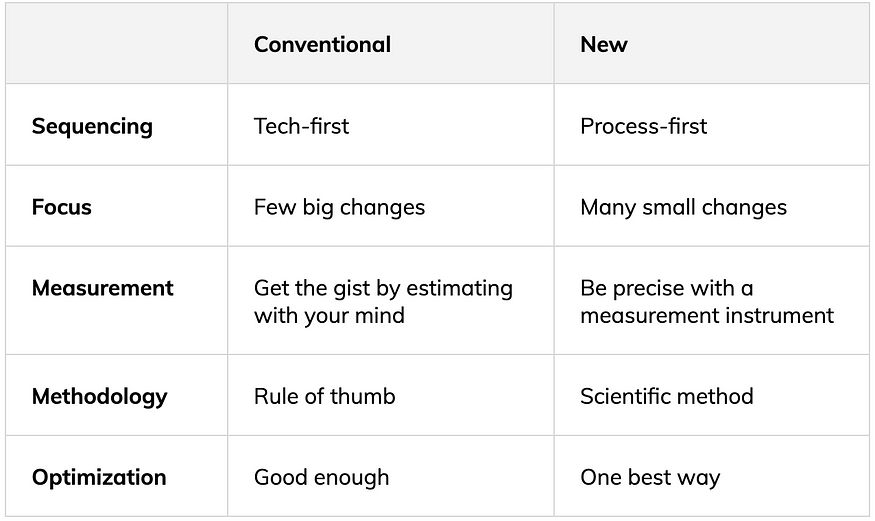 Conventional
New
Sequencing
Tech-first
Process-first
Focus
Few big changes
Many small changes
Measurement
Get the gist by estimating
with your mind
Be precise with a
measurement instrument
Methodology
Rule of thumb
Scientific method
Optimization
Good enough
One best way